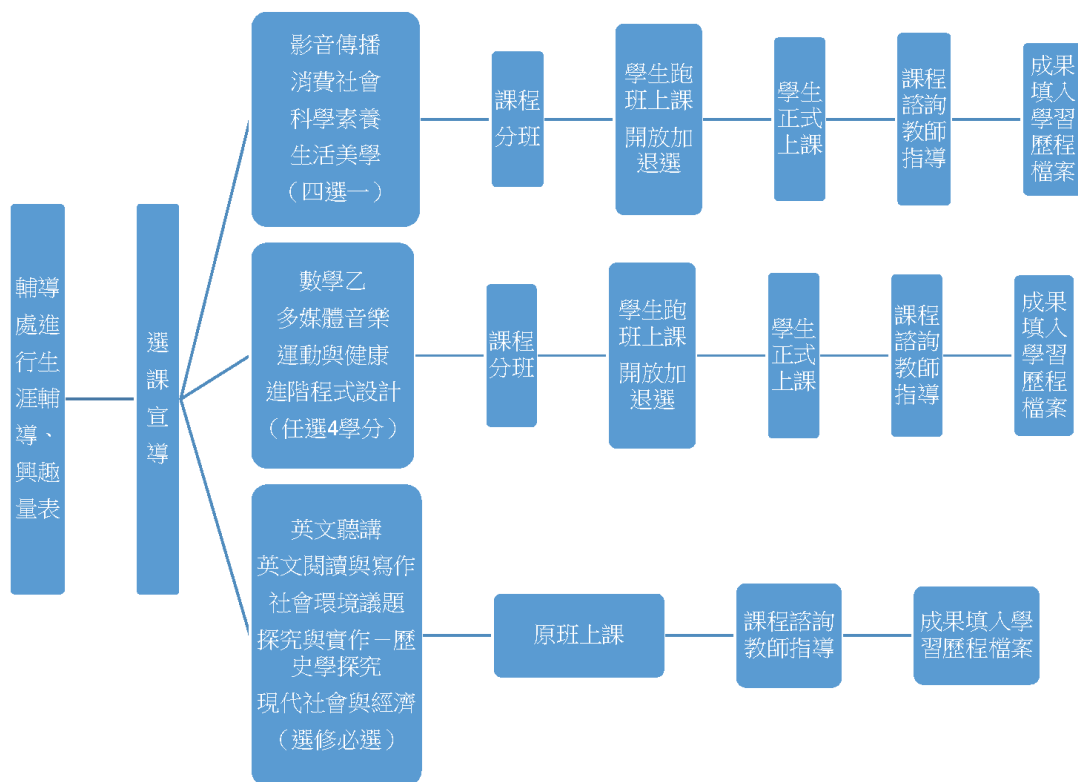 輔導
處進
行生
涯輔
導、
興趣
量表
選
課
宣
導
影音傳播
消費社會
科學素養
生活美學
（四選一）
課程
分班
學生跑
班上課
開放加
退選
學生
正式
上課
課程
諮詢
教師
指導
成果
填入
學習
歷程
檔案
數學乙
多媒體音樂
運動與健康
進階程式設計
（任選4學分）
課程
分班
學生跑
班上課
開放加
退選
學生
正式
上課
課程
諮詢
教師
指導
成果
填入
學習
歷程
檔案
英文聽講
英文閱讀與寫作
社會環境議題
探究與實作－歷
史學探究
現代社會與經濟
（選修必選）
原班上課
課程諮詢
教師指導
成果填入學
習歷程檔案